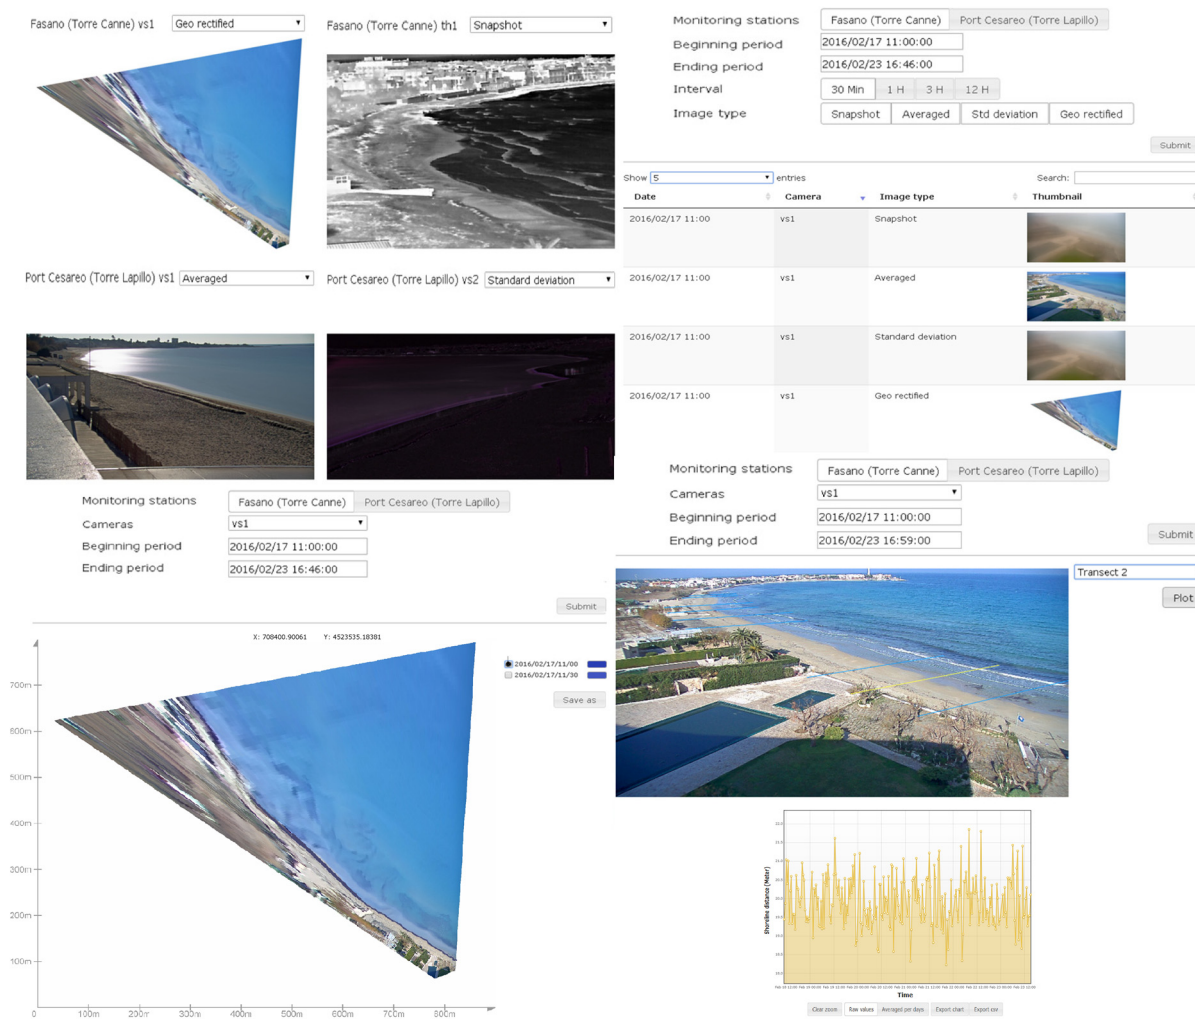 Fasano (Torre Canne) vs1 Geo rectified
Fasano (Torre Canne) th1 Snapshot
Port Cesareo (Torre Lapillo) vs1 Averaged
Port Cesareo (Torre Lapillo) vs2 Standard deviation
Monitoring stations Fasano (Torre Canne) Port Cesareo (Torre Lapillo)
Beginning period 2016/02/17 11:00:00
Ending period 2016/02/23 16:46:00
Interval 30 Min 1 H 3 H 12 H
Image type Snapshot Averaged Std deviation Geo rectified
Submit
Show 5 entries Search:
Date Camera Image type Thumbnail
2016/02/17 11:00 vs1 Snapshot
2016/02/17 11:00 vs1 Averaged
2016/02/17 11:00 vs1 Standard deviation
2016/02/17 11:00 vs1 Geo rectified
Monitoring stations Fasano (Torre Canne) Port Cesareo (Torre Lapillo)
Cameras vs1
Beginning period 2016/02/17 11:00:00
Ending period 2016/02/23 16:46:00
Submit
X: 708400.90061 Y: 4523535.18381
2016/02/17/11/00
2016/02/17/11/30
Save as
700m
600m
500m
400m
300m
200m
100m
0 100m 200m 300m 400m 500m 600m 700m 800m
Monitoring stations Fasano (Torre Canne) Port Cesareo (Torre Lapillo)
Cameras vs1
Beginning period 2016/02/17 11:00:00
Ending period 2016/02/23 16:59:00
Submit
Transect 2
Plot
Shoreline distance (Meter)
Time
Clear zoom Raw values Averaged per days Export chart Export csv